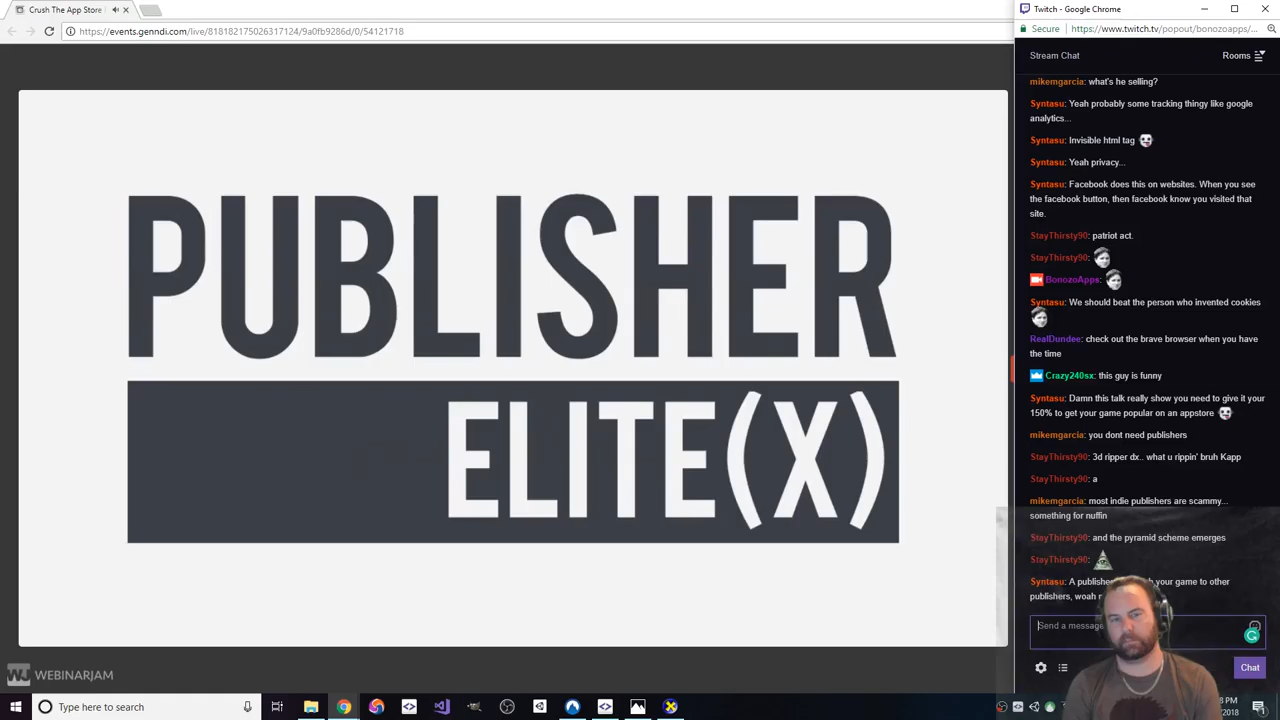 Crush The App Store
https://events.genndi.com/live/818182175026317124/9a0fb9286d/0/54121718
PUBLISHER
ELITE(X)
WEBINARJAM
Type here to search
Twitch - Google Chrome
Secure
https://www.twitch.tv/popout/bonozoapps/...
Stream Chat
Rooms
mikemgarcia: what's he selling?
Syntasu: Yeah probably some tracking thingy like google
analytics...
Syntasu: Invisible html tag
Syntasu: Yeah privacy...
Syntasu: Facebook does this on websites. When you see
the facebook button, then facebook know you visited that
site.
StayThirsty90: patriot act.
StayThirsty90:
BonozoApps:
Syntasu: We should beat the person who invented cookies
RealDundee: check out the brave browser when you have
the time
Crazy240sx: this guy is funny
Syntasu: Damn this talk really show you need to give it your
150% to get your game popular on an appstore
mikemgarcia: you dont need publishers
StayThirsty90: 3d ripper dx.. what u rippin' bruh Kapp
StayThirsty90: a
mikemgarcia: most indie publishers are scammy...
something for nuffin
StayThirsty90: and the pyramid scheme emerges
StayThirsty90:
Syntasu: A publisher your game to other
publishers, woah
Send a message
Chat